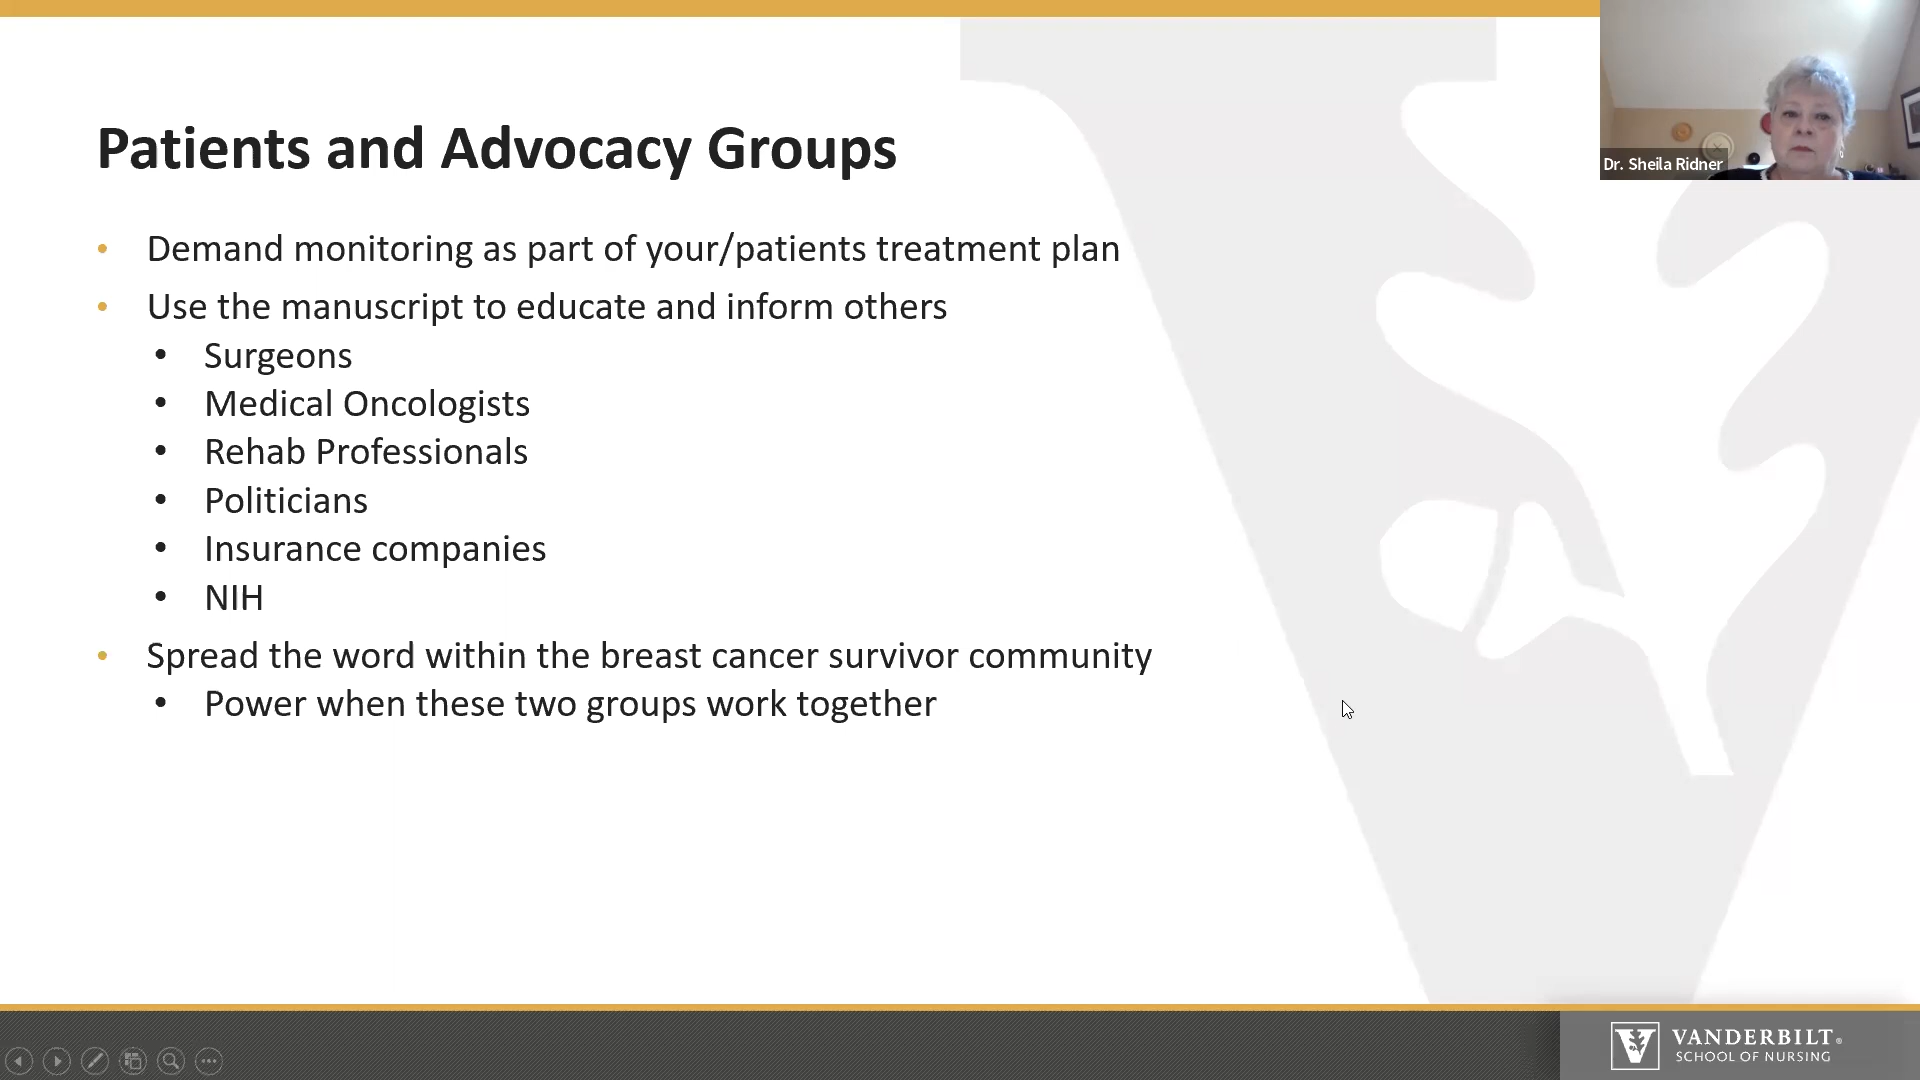 Dr. Sheila Ridner
Patients and Advocacy Groups
• Demand monitoring as part of your/patients treatment plan
• Use the manuscript to educate and inform others
• Surgeons
• Medical Oncologists
• Rehab Professionals
• Politicians
• Insurance companies
• NIH
• Spread the word within the breast cancer survivor community
• Power when these two groups work together
VANDERBILT®
SCHOOL OF NURSING